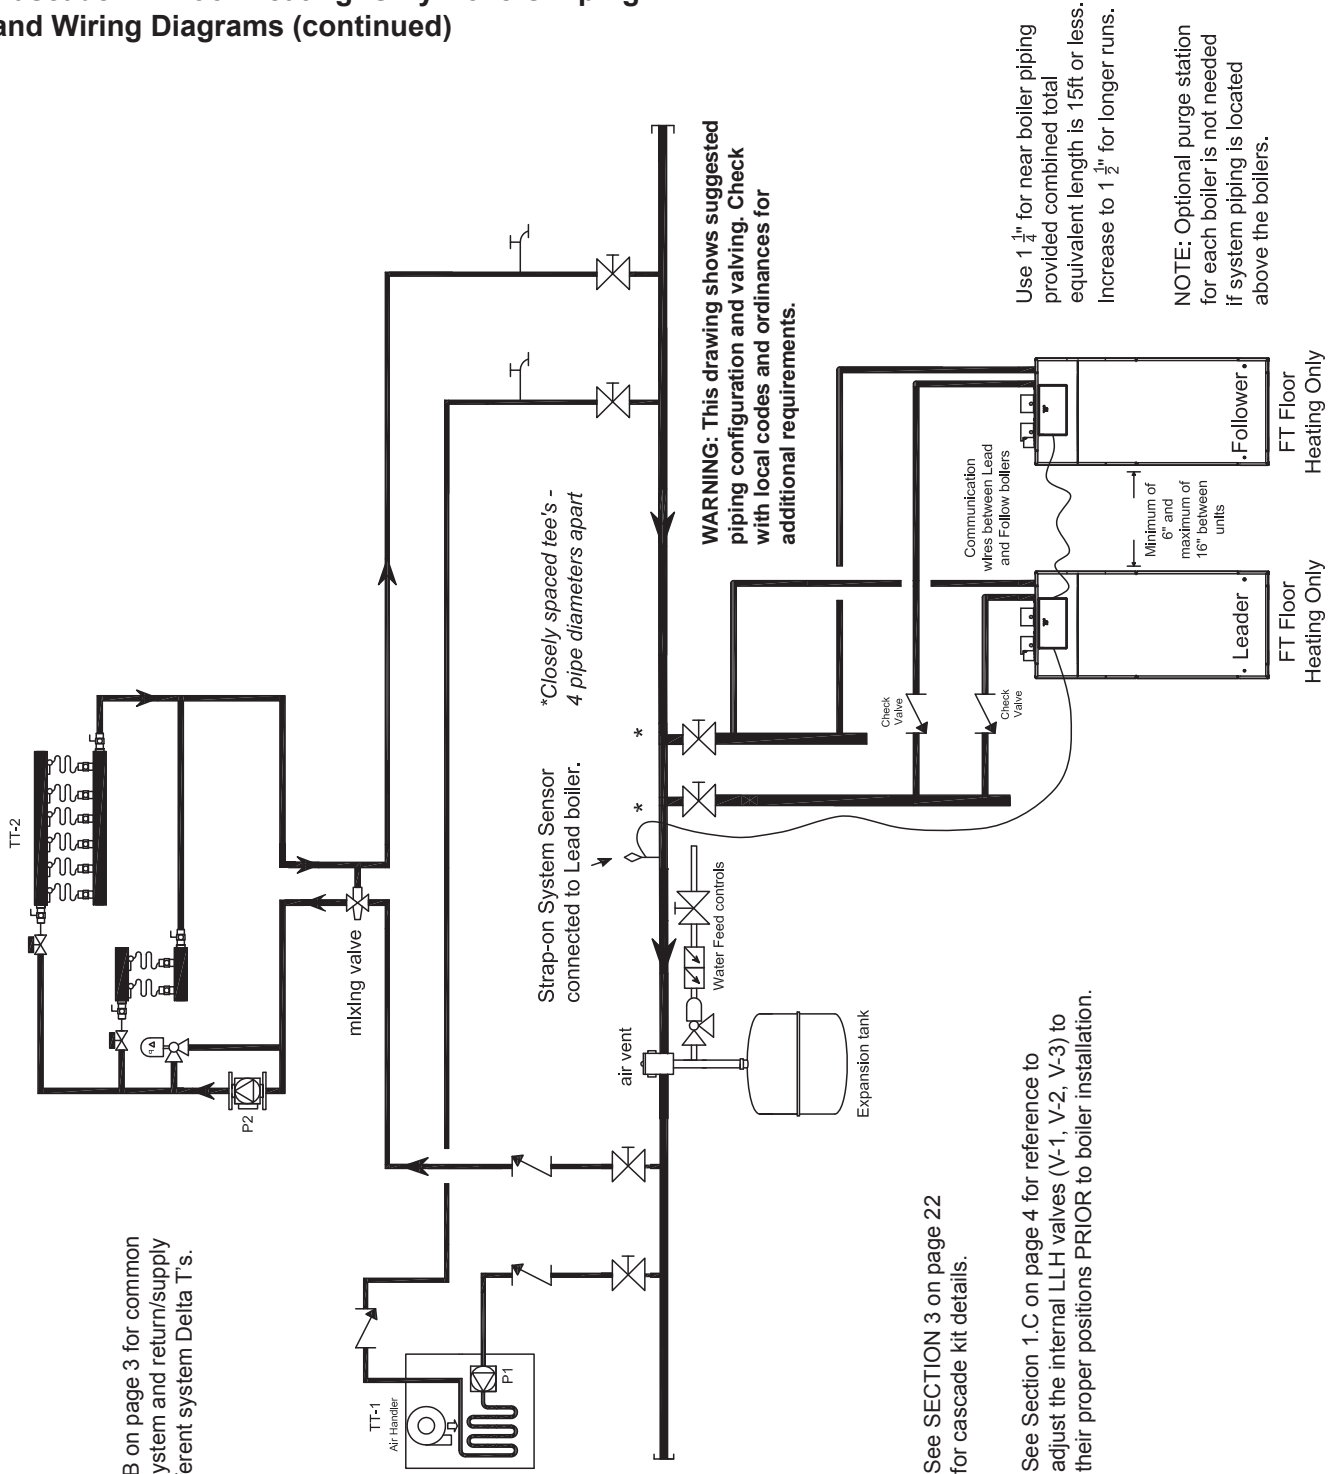 and Wiring Diagrams (continued)
B on page 3 for common
ystem and return/supply
ferent system Delta T's.
TT-2
TT-1
Air Handler
P1
P2
mixing valve
Strap-on System Sensor
connected to Lead boiler.
*Closely spaced tee's -
4 pipe diameters apart
*
*
air vent
Water Feed controls
Expansion tank
WARNING: This drawing shows suggested
piping configuration and valving. Check
with local codes and ordinances for
additional requirements.
Check
Valve
Check
Valve
Communication
wires between Lead
and Follow boilers
Minimum of
6" and
maximum of
16" between
units
Leader
FT Floor
Heating Only
Follower
FT Floor
Heating Only
Use 1 1/4" for near boiler piping
provided combined total
equivalent length is 15ft or less.
Increase to 1 1/2" for longer runs.
NOTE: Optional purge station
for each boiler is not needed
if system piping is located
above the boilers.
See SECTION 3 on page 22
for cascade kit details.
See Section 1.C on page 4 for reference to
adjust the internal LLH valves (V-1, V-2, V-3) to
their proper positions PRIOR to boiler installation.